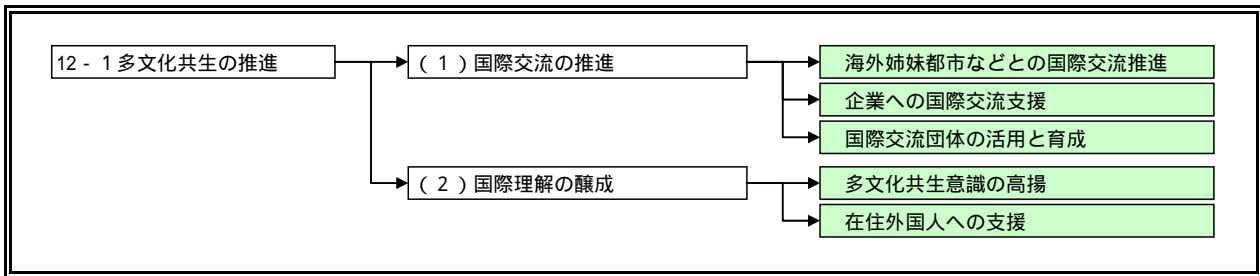 12 - 1多文化共生の推進
(1)国際交流の推進
海外姉妹都市などとの国際交流推進
企業への国際交流支援
国際交流団体の活用と育成
(2)国際理解の醸成
多文化共生意識の高揚
在住外国人への支援